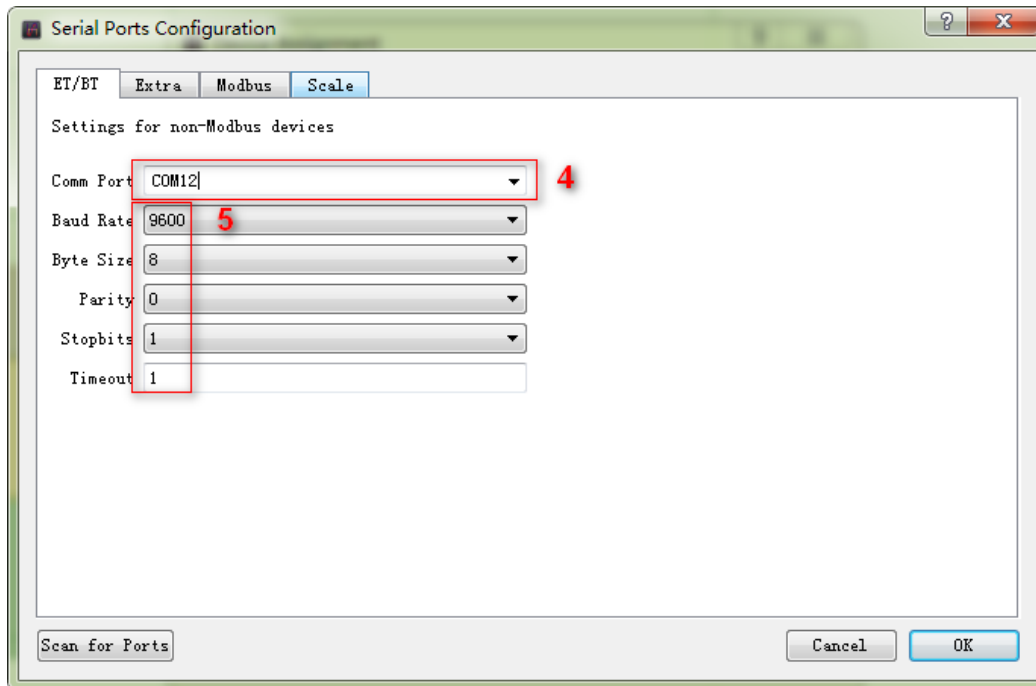 Serial Ports Configuration
ET/BT Extra Modbus Scale
Settings for non-Modbus devices
Comm Port COM12 4
Baud Rate 9600 5
Byte Size 8
Parity O
Stopbits 1
Timeout 1
Scan for Ports Cancel OK